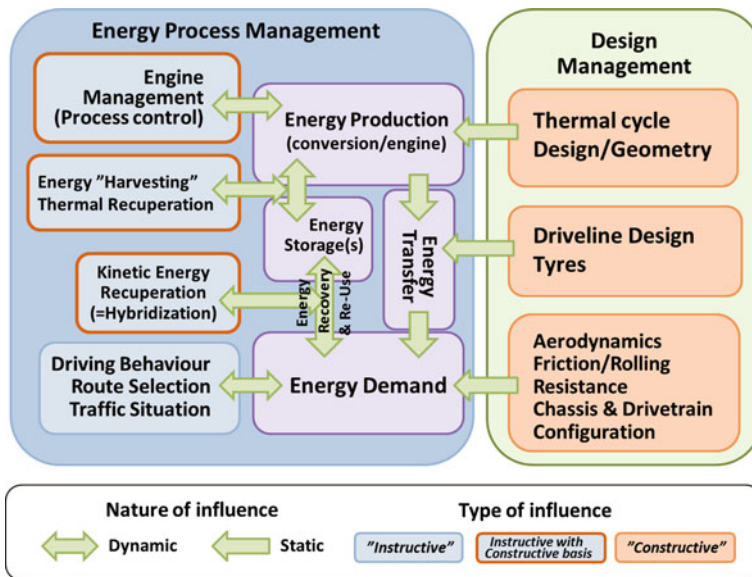 Energy Process Management
Engine
Management
(Process control)
Energy Production
(conversion/engine)
Energy ”Harvesting”
Thermal Recuperation
Energy
Storage(s)
Energy
Transfer
Kinetic Energy
Recuperation
(=Hybridization)
Energy
Recovery
& Re-Use
Driving Behaviour
Route Selection
Traffic Situation
Energy Demand
Design
Management
Thermal cycle
Design/Geometry
Driveline Design
Tyres
Aerodynamics
Friction/Rolling
Resistance
Chassis & Drivetrain
Configuration
Nature of influence
Dynamic
Static
Type of influence
”Instructive”
Instructive with
Constructive basis
”Constructive”